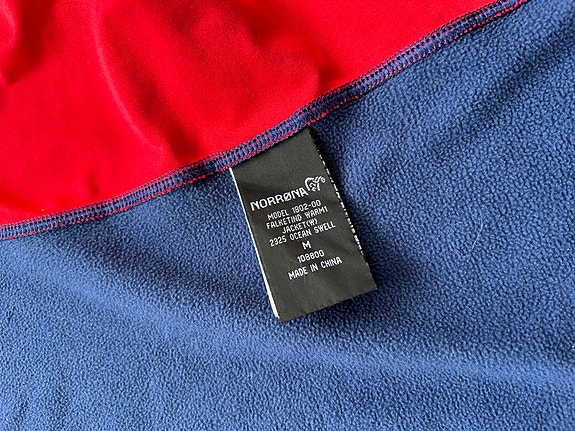 NORRØNA
MODEL 1802-00
FALKETIND WARM1
JACKET(W)
2325 OCEAN SWELL
M
108800
MADE IN CHINA